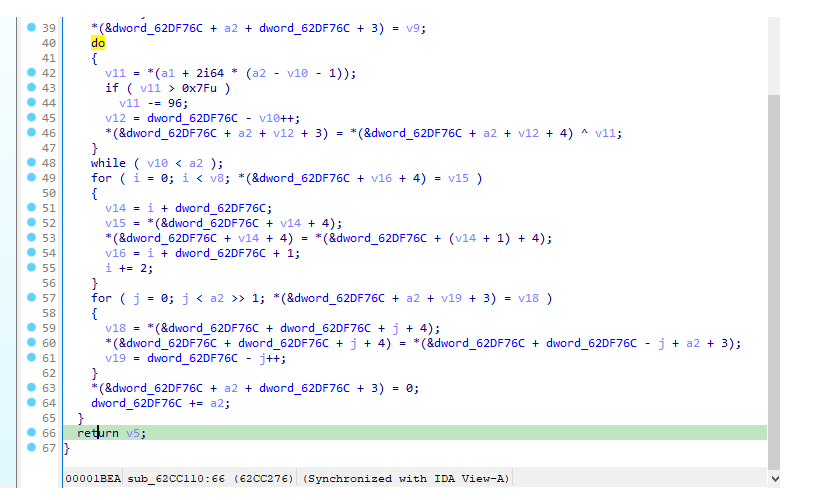 39 *(&dword_62DF76C + a2 + dword_62DF76C + 3) = v9;
40 do
41 {
42 v11 = *(a1 + 2i64 * (a2 - v10 - 1));
43 if ( v11 > 0x7Fu )
44 v11 -= 96;
45 v12 = dword_62DF76C - v10++;
46 *(&dword_62DF76C + a2 + v12 + 3) = *(&dword_62DF76C + a2 + v12 + 4) ^ v11;
47 }
48 while ( v10 < a2 );
49 for ( i = 0; i < v8; *(&dword_62DF76C + v16 + 4) = v15 )
50 {
51 v14 = i + dword_62DF76C;
52 v15 = *(&dword_62DF76C + v14 + 4);
53 *(&dword_62DF76C + v14 + 4) = *(&dword_62DF76C + (v14 + 1) + 4);
54 v16 = i + dword_62DF76C + 1;
55 i += 2;
56 }
57 for ( j = 0; j < a2 >> 1; *(&dword_62DF76C + a2 + v19 + 3) = v18 )
58 {
59 v18 = *(&dword_62DF76C + dword_62DF76C + j + 4);
60 *(&dword_62DF76C + dword_62DF76C + j + 4) = *(&dword_62DF76C + dword_62DF76C - j + a2 + 3);
61 v19 = dword_62DF76C - j++;
62 }
63 *(&dword_62DF76C + a2 + dword_62DF76C + 3) = 0;
64 dword_62DF76C += a2;
65 }
66 return v5;
67 }
00001BEA sub_62CC110:66 (62CC276) (Synchronized with IDA View-A)